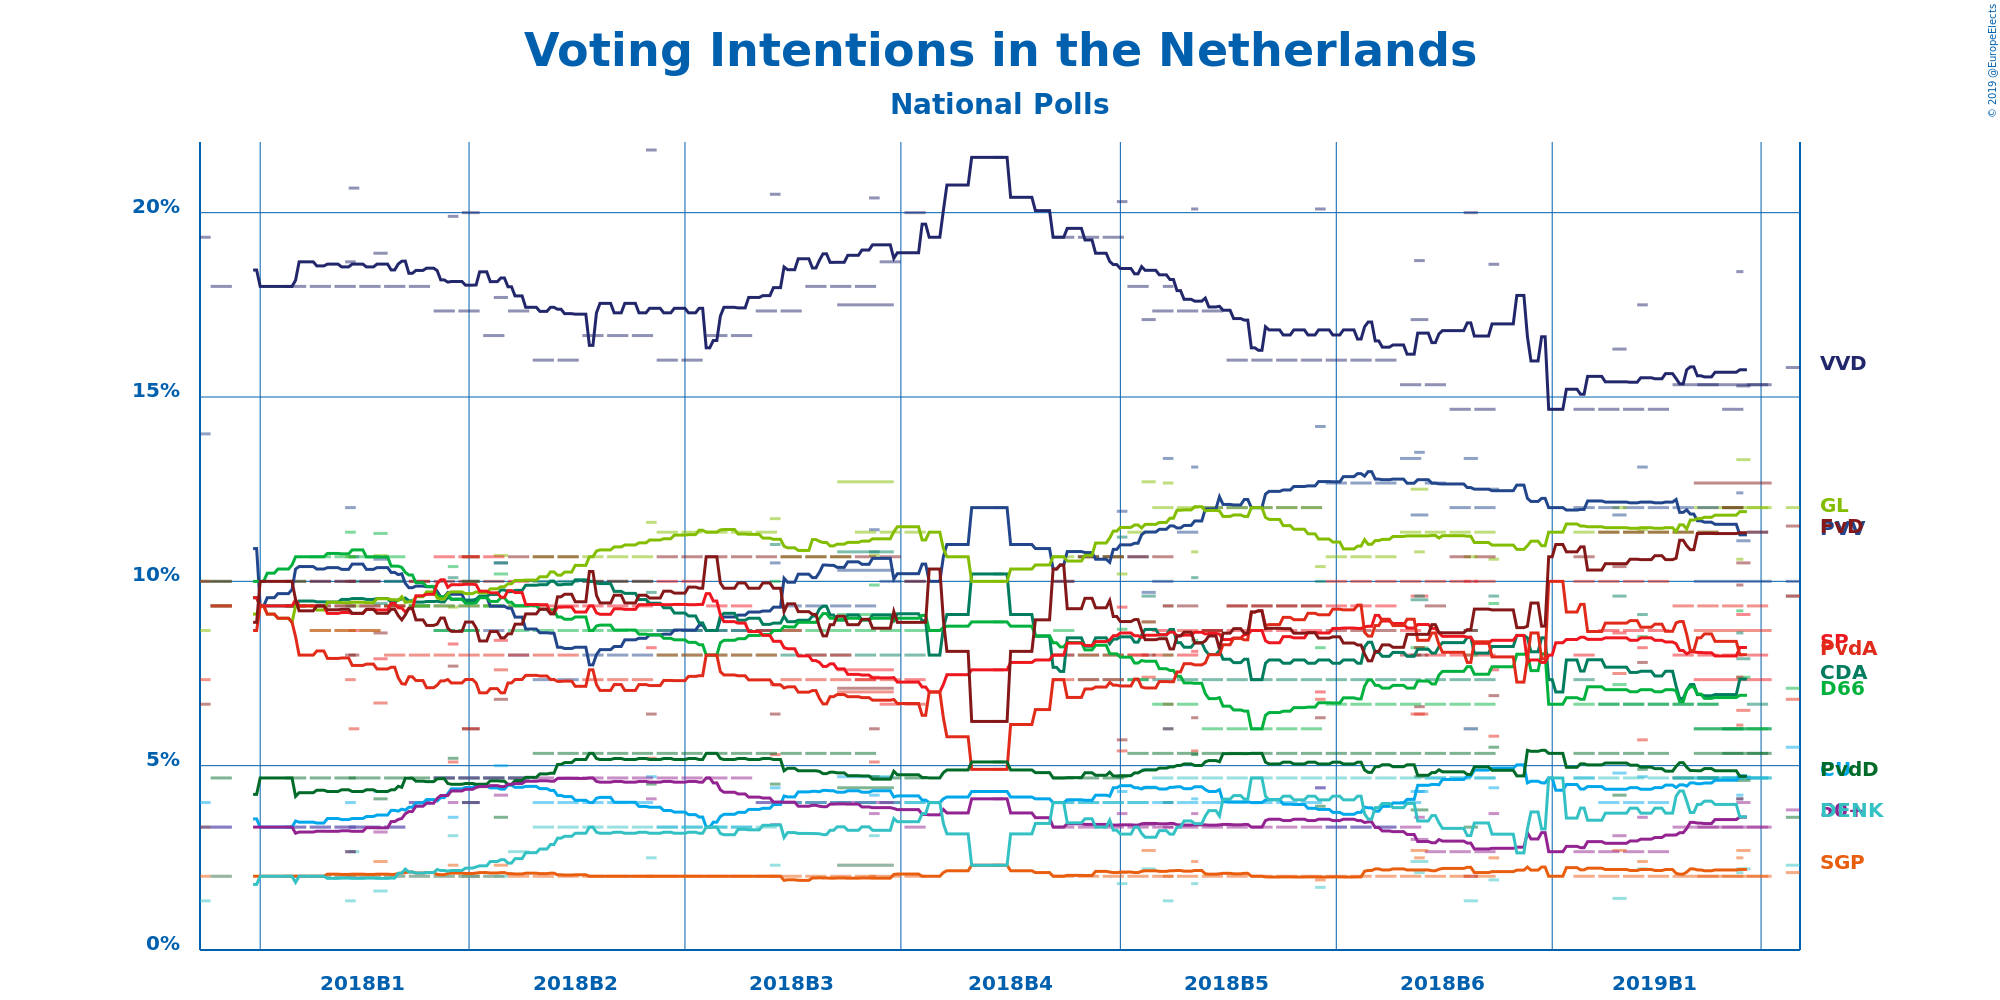 Voting Intentions in the Netherlands
National Polls
© 2019 @EuropeElects
20%
15%
10%
5%
0%
VVD
GL
FvD
SP
PvdA
CDA
D66
PvdD
DENK
SGP
2018B1
2018B2
2018B3
2018B4
2018B5
2018B6
2019B1